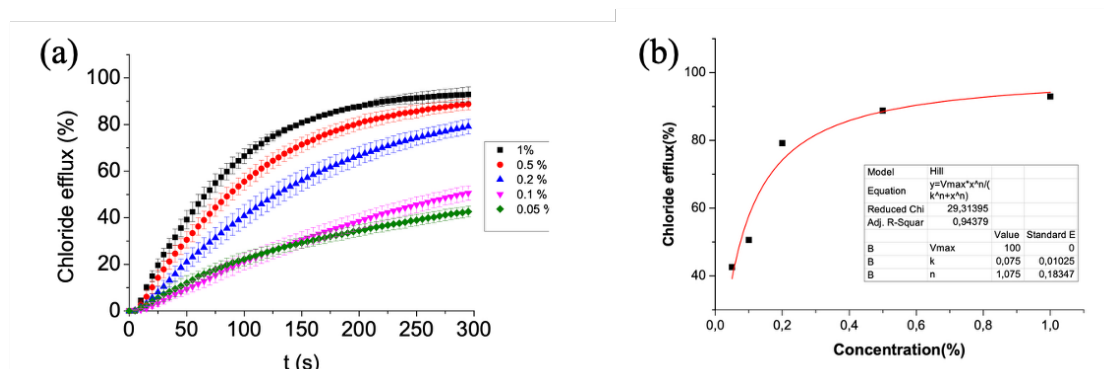 (a)
Chloride efflux (%)
100
80
60
40
20
0
0 50 100 150 200 250 300
t (s)
1%
0.5 %
0.2 %
0.1 %
0.05 %
(b)
Chloride efflux(%)
100
80
60
40
0,0 0,2 0,4 0,6 0,8 1,0
Concentration(%)
Model Hill
Equation y=Vmax*x^n/(
k^n+x^n)
Reduced Chi 29,31395
Adj. R-Squar 0,94379
Value Standard E
B Vmax 100 0
B k 0,075 0,01025
B n 1,075 0,18347